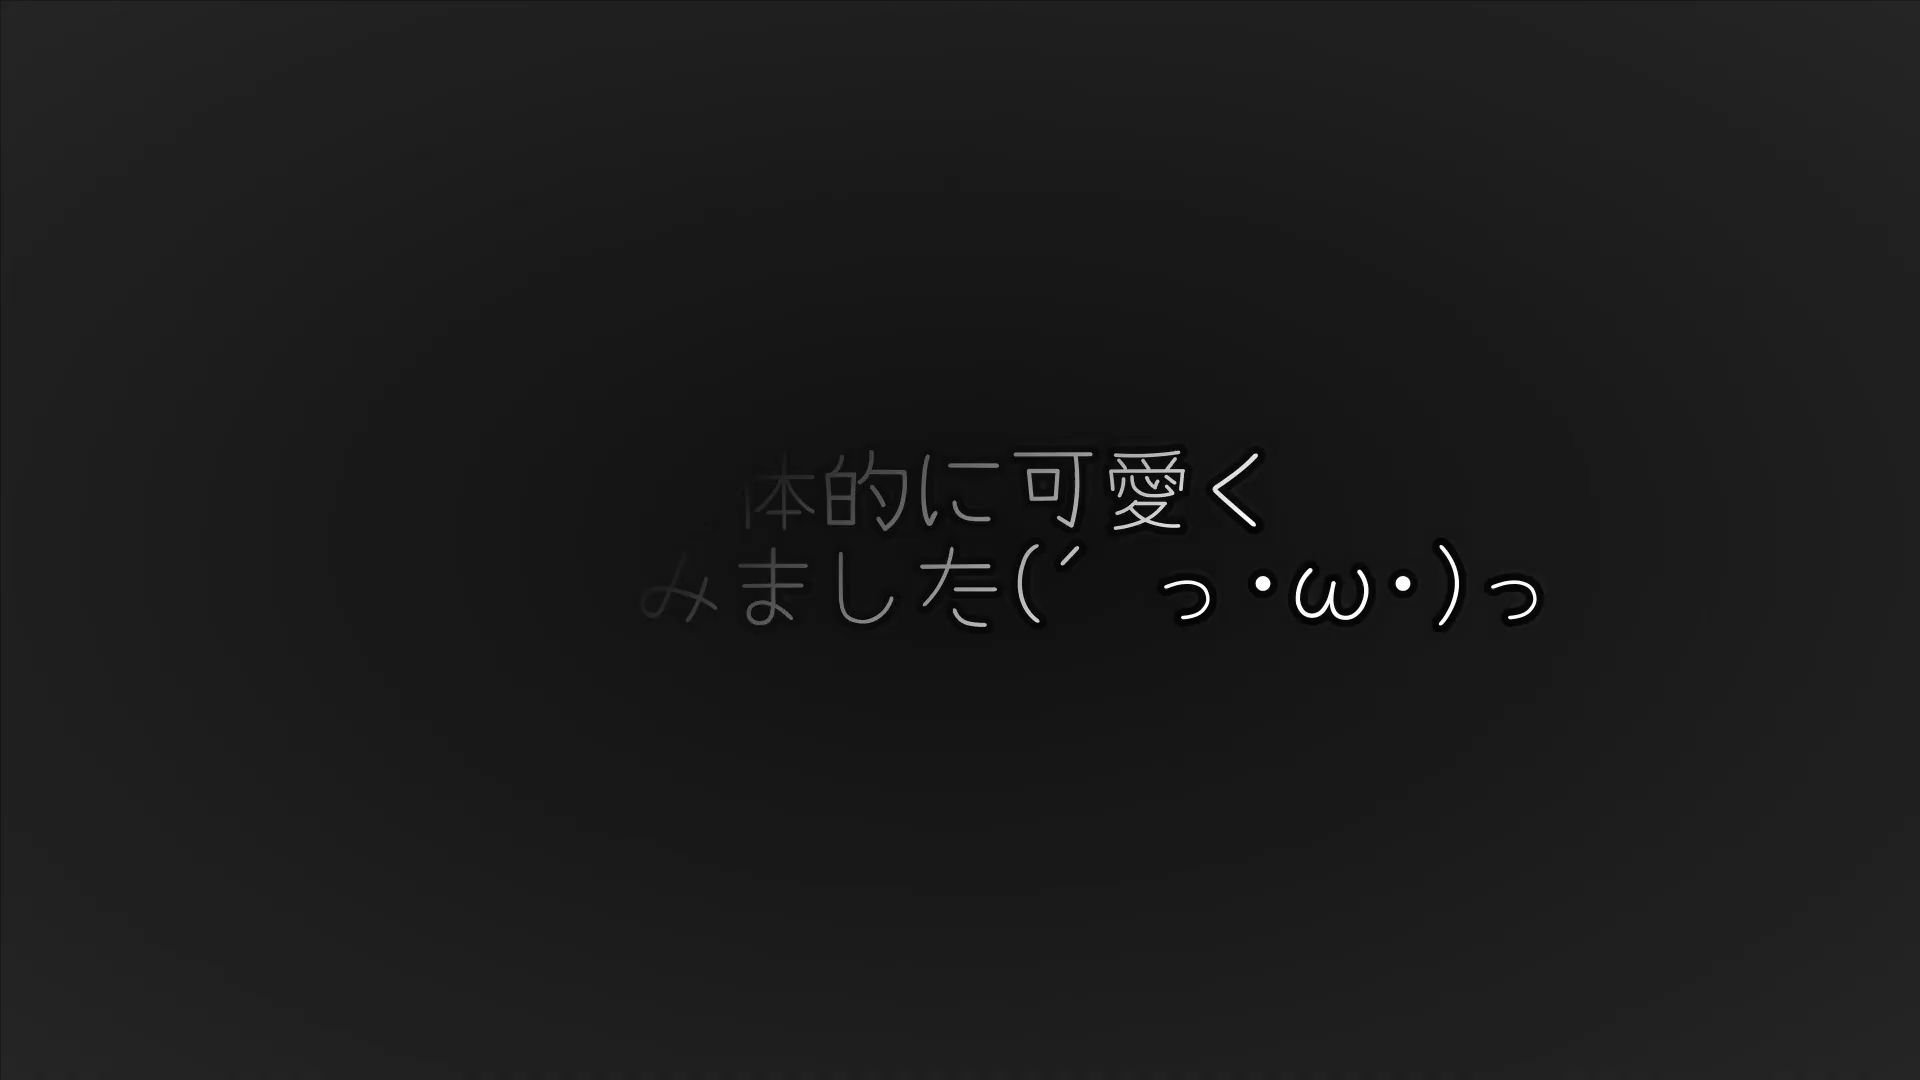 体的に可愛く
みました(´っ・ω・)っ